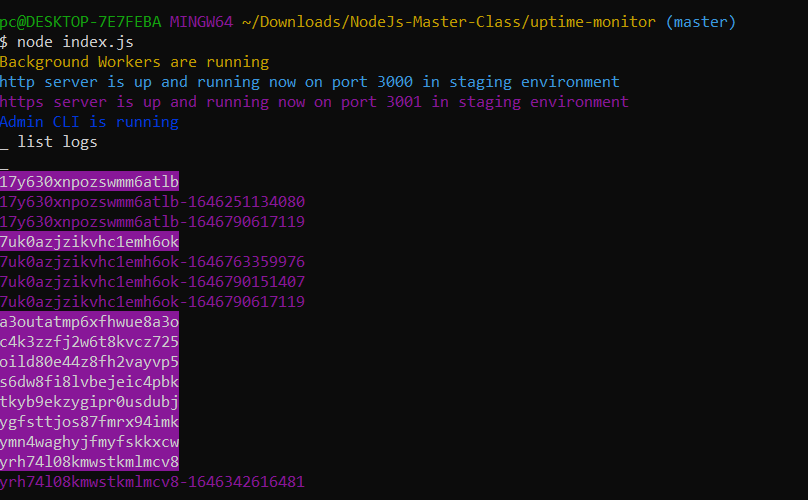 pc@DESKTOP-7E7FEBA MINGW64 ~/Downloads/NodeJs-Master-Class/uptime-monitor (master)
$ node index.js
Background Workers are running
http server is up and running now on port 3000 in staging environment
https server is up and running now on port 3001 in staging environment
Admin CLI is running
_ list logs
_
17y630xnpozswmm6atlb
17y630xnpozswmm6atlb-1646251134080
17y630xnpozswmm6atlb-1646790617119
7uk0azjzikvhc1emh6ok
7uk0azjzikvhc1emh6ok-1646763359976
7uk0azjzikvhc1emh6ok-1646790151407
7uk0azjzikvhc1emh6ok-1646790617119
a3outatmp6xfhwue8a3o
c4k3zzfj2w6t8kvcz725
oild80e44z8fh2vayvp5
s6dw8fi8lvbejeic4pbk
tkyb9ekzygipr0usdubj
ygfsttjos87fmrx94imk
ymn4waghyjfmyfskkxcw
yrh74l08kmwstkmlmcv8
yrh74l08kmwstkmlmcv8-1646342616481